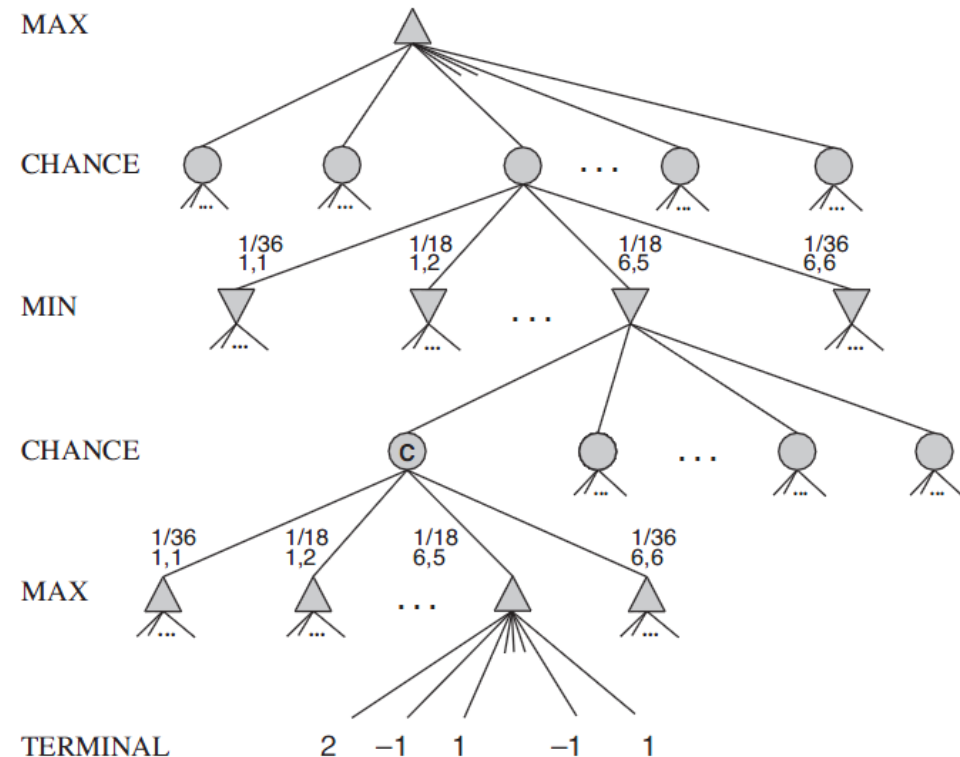 MAX
CHANCE
...
... ... ... ... ...
1/36 1/18 1/18 1/36
1,1 1,2 6,5 6,6
MIN
...
... ... ...
CHANCE
C
...
... ... ...
1/36 1/18 1/18 1/36
1,1 1,2 6,5 6,6
MAX
...
... ... ...
TERMINAL 2 –1 1 –1 1